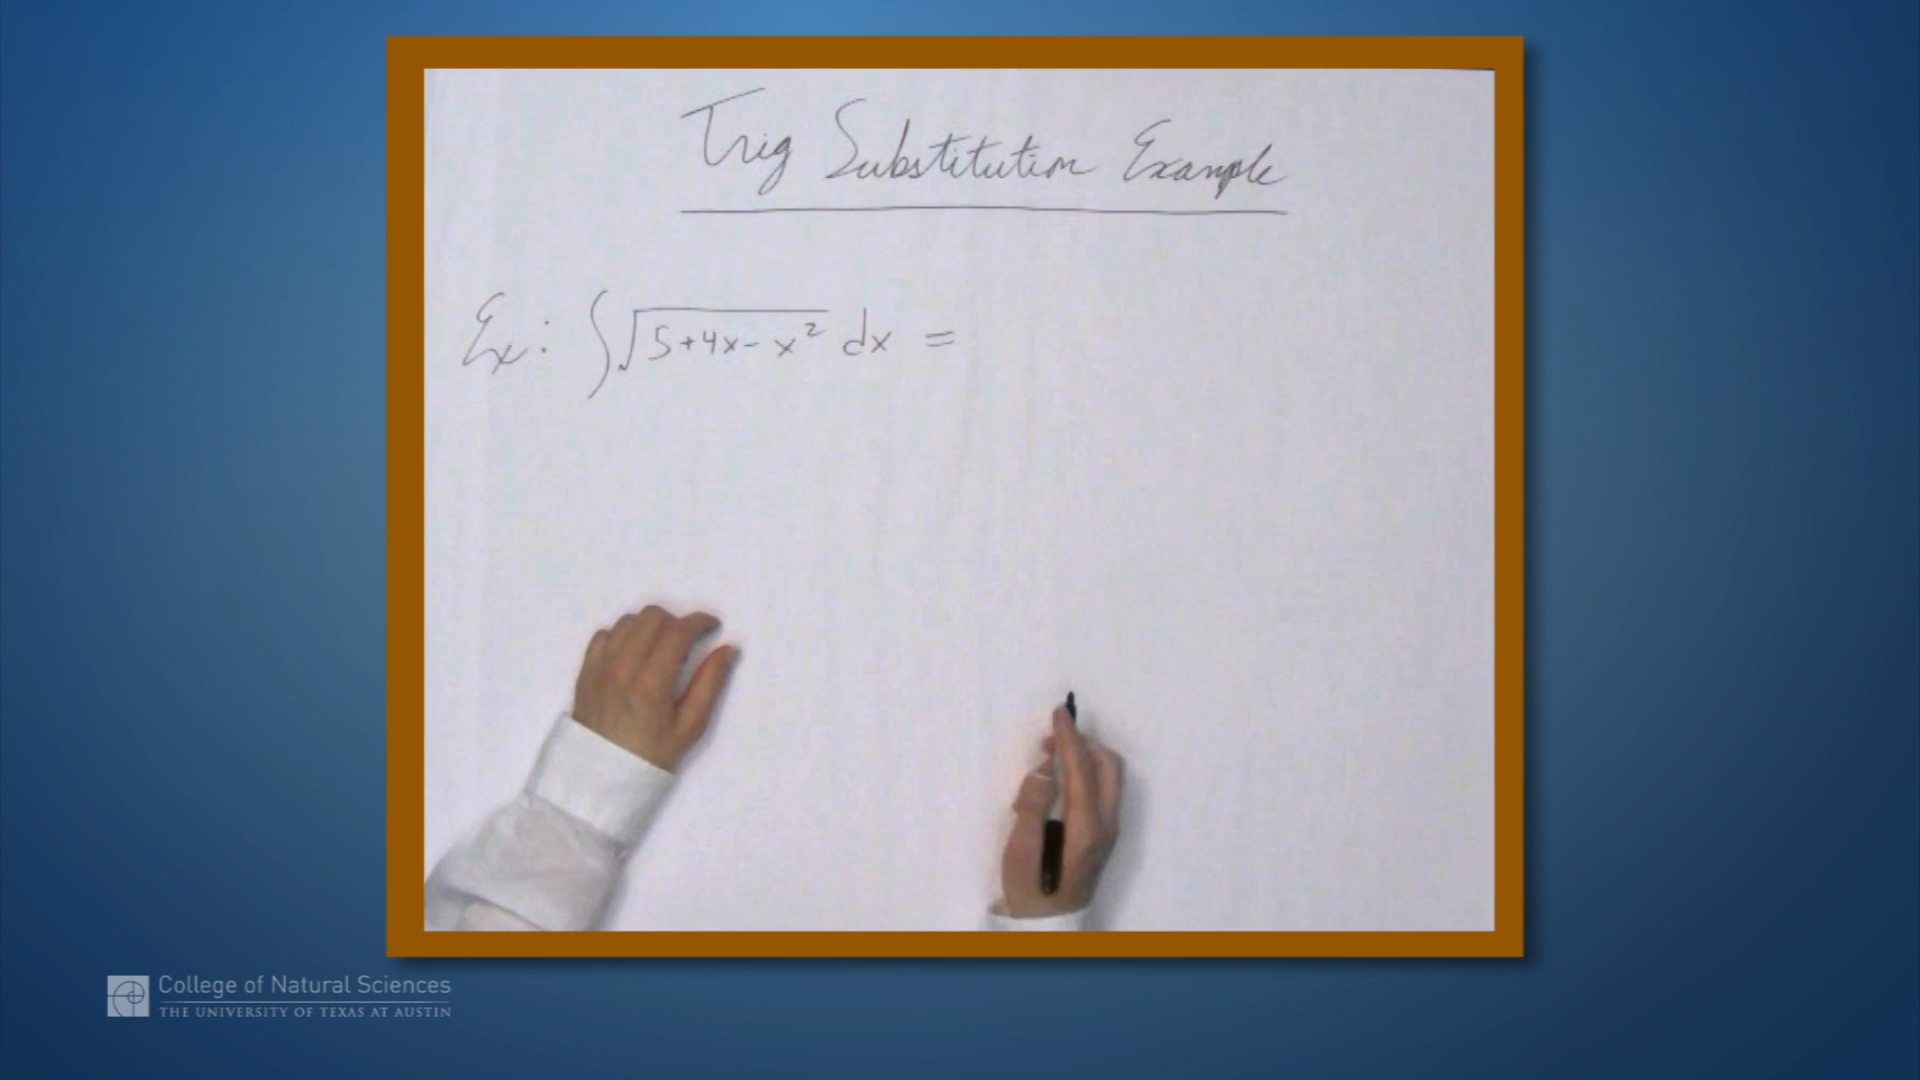 Trig Substitution Example
Ex: ∫√(5+4x-x²) dx =
College of Natural Sciences
THE UNIVERSITY OF TEXAS AT AUSTIN